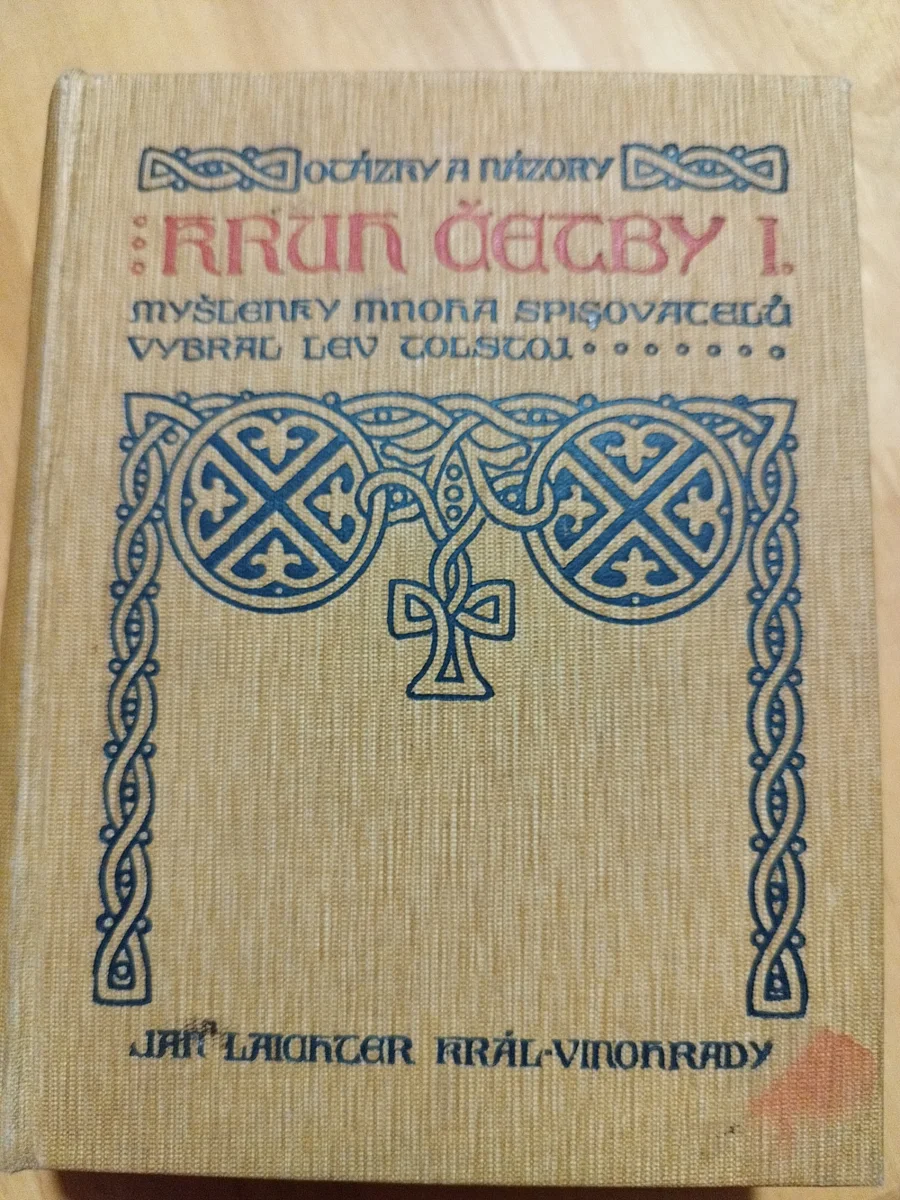 OTÁZKY A NÁZORY
KRUH ČETBY I.
MYŠLENKY MNOHA SPISOVATELŮ
VYBRAL LEV TOLSTOJ
JAN LAICHTER KRÁL-VINOHRADY